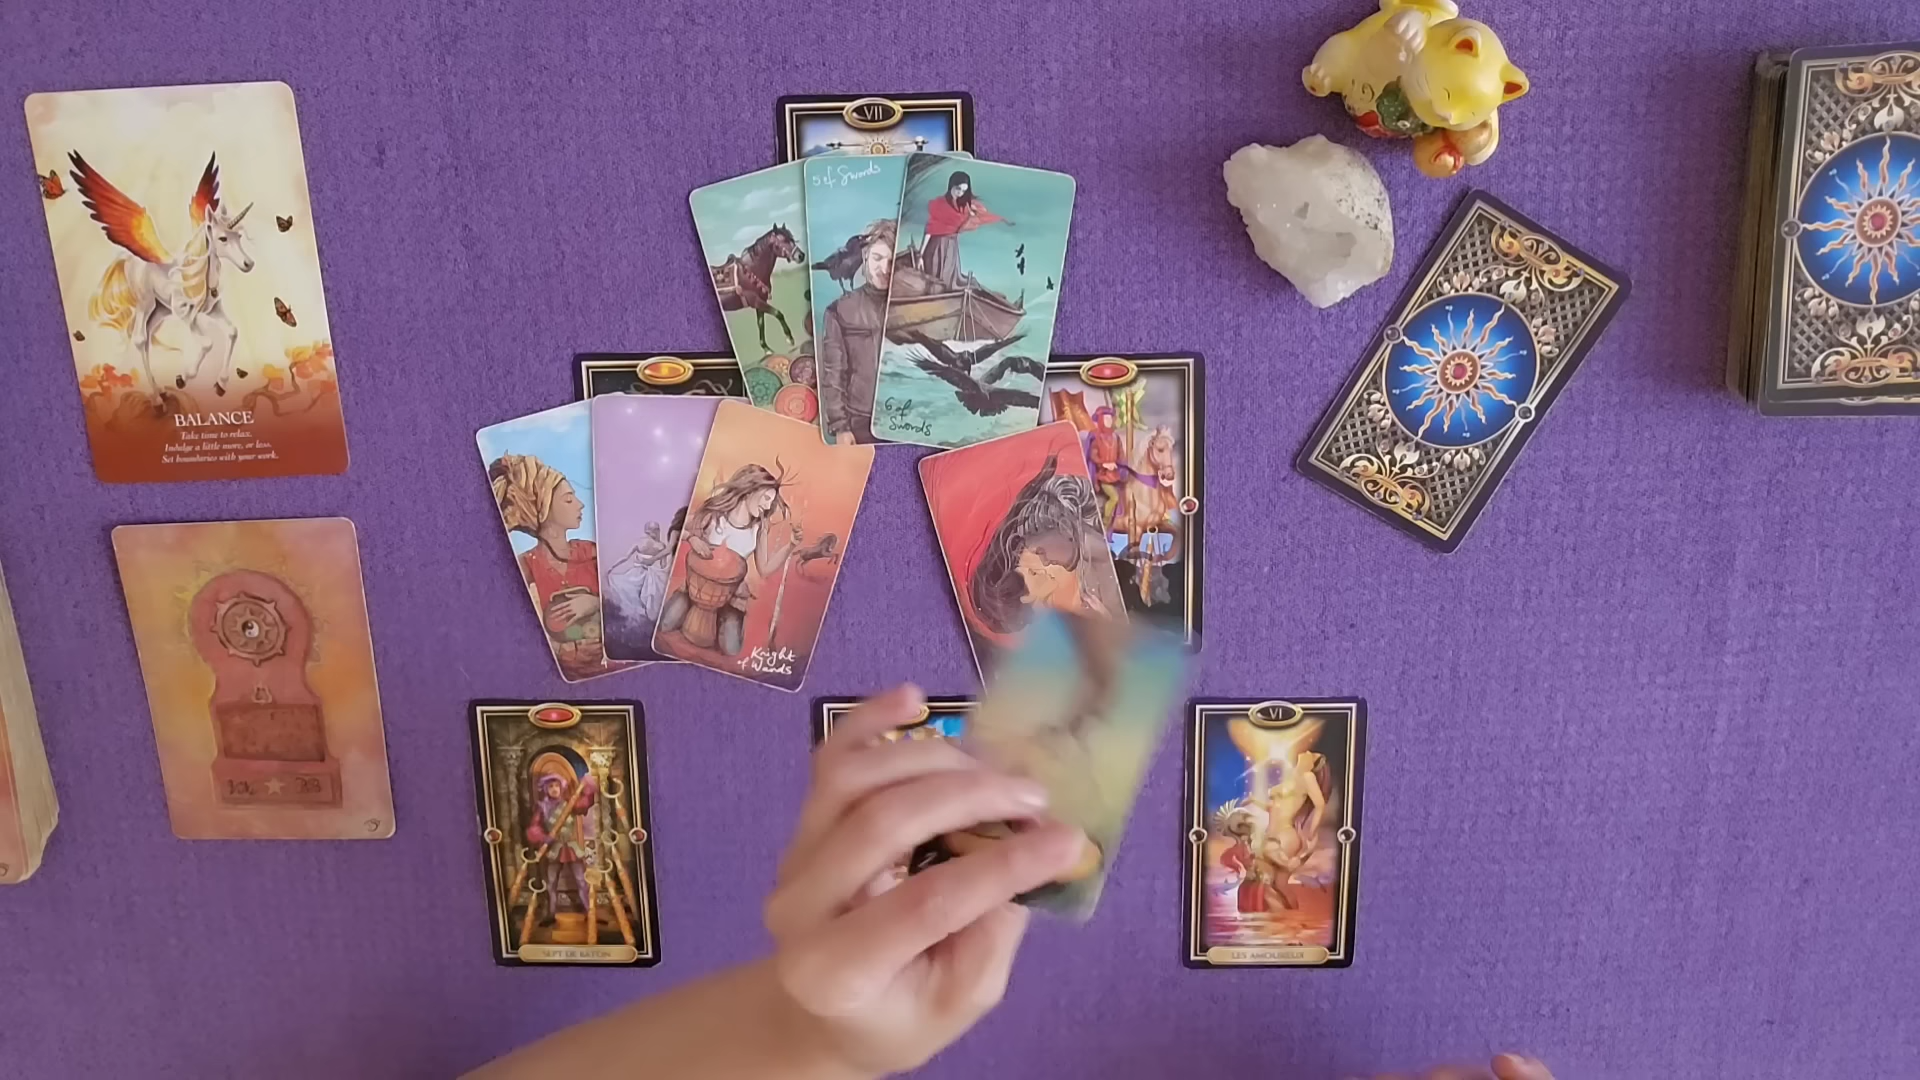 VII
5 of Swords
6 of
Swords
BALANCE
Take time to relax.
Indulge a little more, or less.
Set boundaries with your work.
Knight
of Wands
VI
SEPT DE BATON
LES AMOUREUX